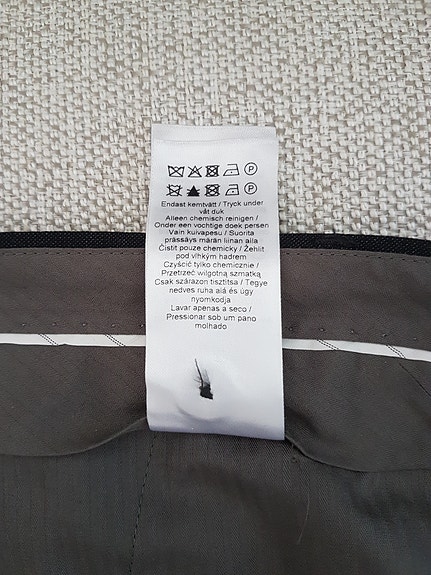 P
P
Endast kemtvätt / Tryck under
våt duk
Alleen chemisch reinigen /
Onder een vochtige doek persen
Vain kuivapesu / Suorita
prässäys märän liinan alla
Čistit pouze chemicky / Žehlit
pod vlhkým hadrem
Czyścić tylko chemicznie /
Przetrzeć wilgotną szmatką
Csak szárazon tisztítsa / Tegye
nedves ruha alá és úgy
nyomkodja
Lavar apenas a seco /
Pressionar sob um pano
molhado